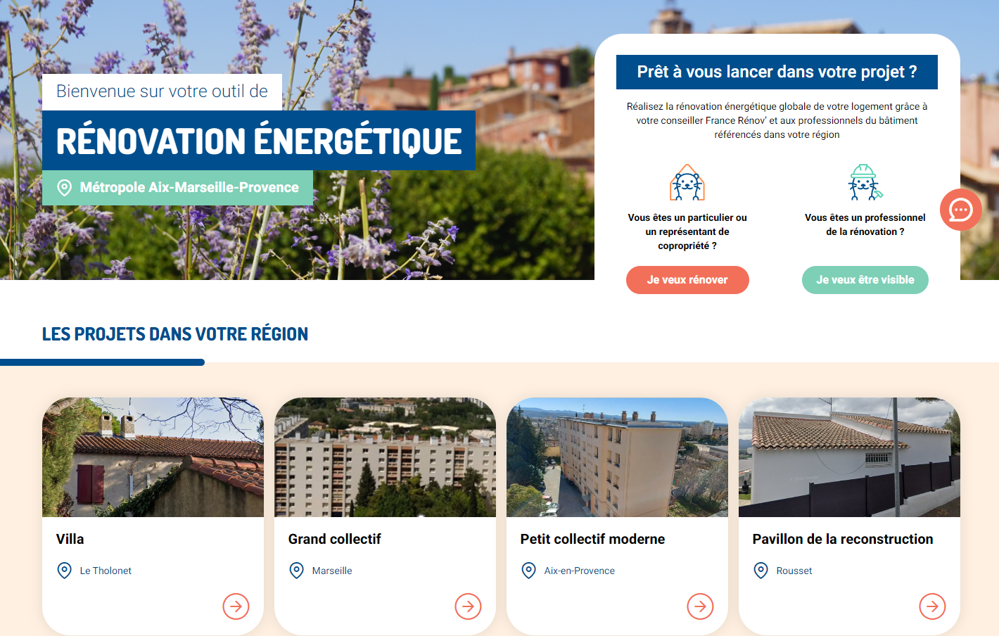 Bienvenue sur votre outil de
RÉNOVATION ÉNERGÉTIQUE
Métropole Aix-Marseille-Provence
Prêt à vous lancer dans votre projet ?
Réalisez la rénovation énergétique globale de votre logement grâce à
votre conseiller France Rénov’ et aux professionnels du bâtiment
référencés dans votre région
Vous êtes un particulier ou
un représentant de
copropriété ?
Je veux rénover
Vous êtes un professionnel
de la rénovation ?
Je veux être visible
LES PROJETS DANS VOTRE RÉGION
Villa
Le Tholonet
Grand collectif
Marseille
Petit collectif moderne
Aix-en-Provence
Pavillon de la reconstruction
Rousset